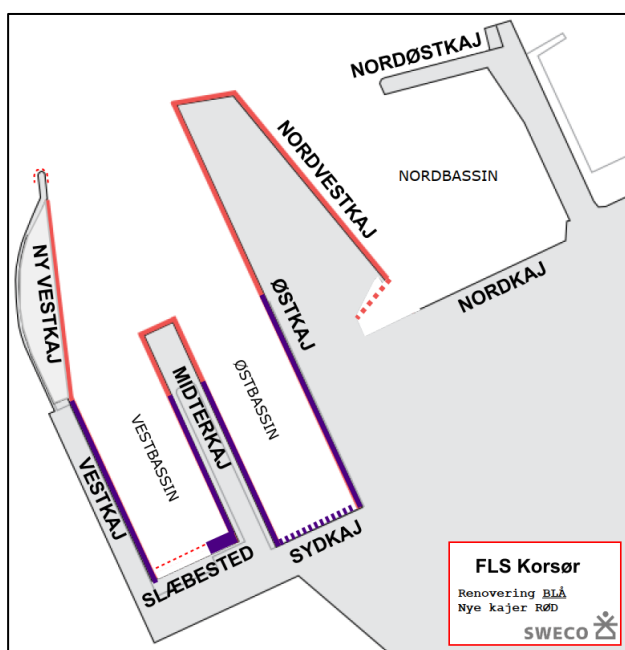 NORDØSTKAJ
NORDVESTKAJ
NORDBASSIN
NY VESTKAJ
ØSTKAJ
NORDKAJ
MIDTERKAJ
ØSTBASSIN
VESTBASSIN
VESTKAJ
SYDKAJ
SLÆBESTED
FLS Korsør
Renovering BLÅ
Nye kajer RØD
SWECO